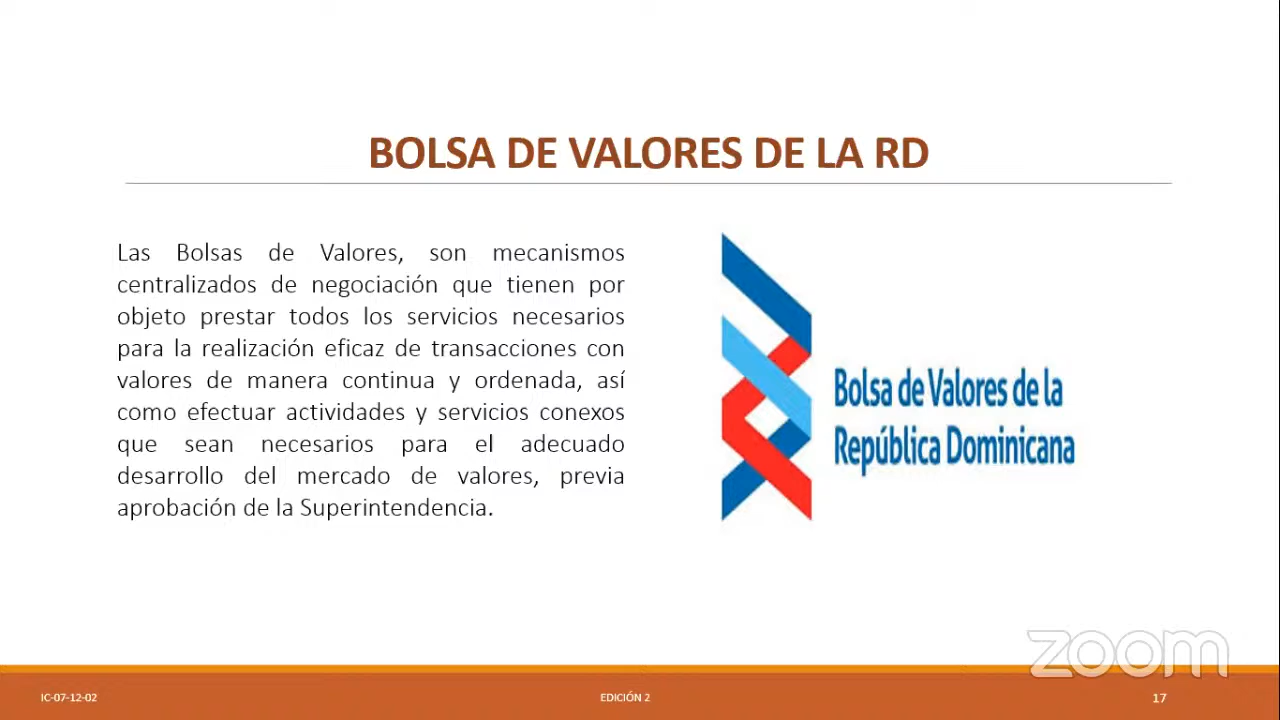 BOLSA DE VALORES DE LA RD
Las Bolsas de Valores, son mecanismos
centralizados de negociación que tienen por
objeto prestar todos los servicios necesarios
para la realización eficaz de transacciones con
valores de manera continua y ordenada, así
como efectuar actividades y servicios conexos
que sean necesarios para el adecuado
desarrollo del mercado de valores, previa
aprobación de la Superintendencia.
Bolsa de Valores de la
República Dominicana
zoom
IC-07-12-02
EDICIÓN 2
17